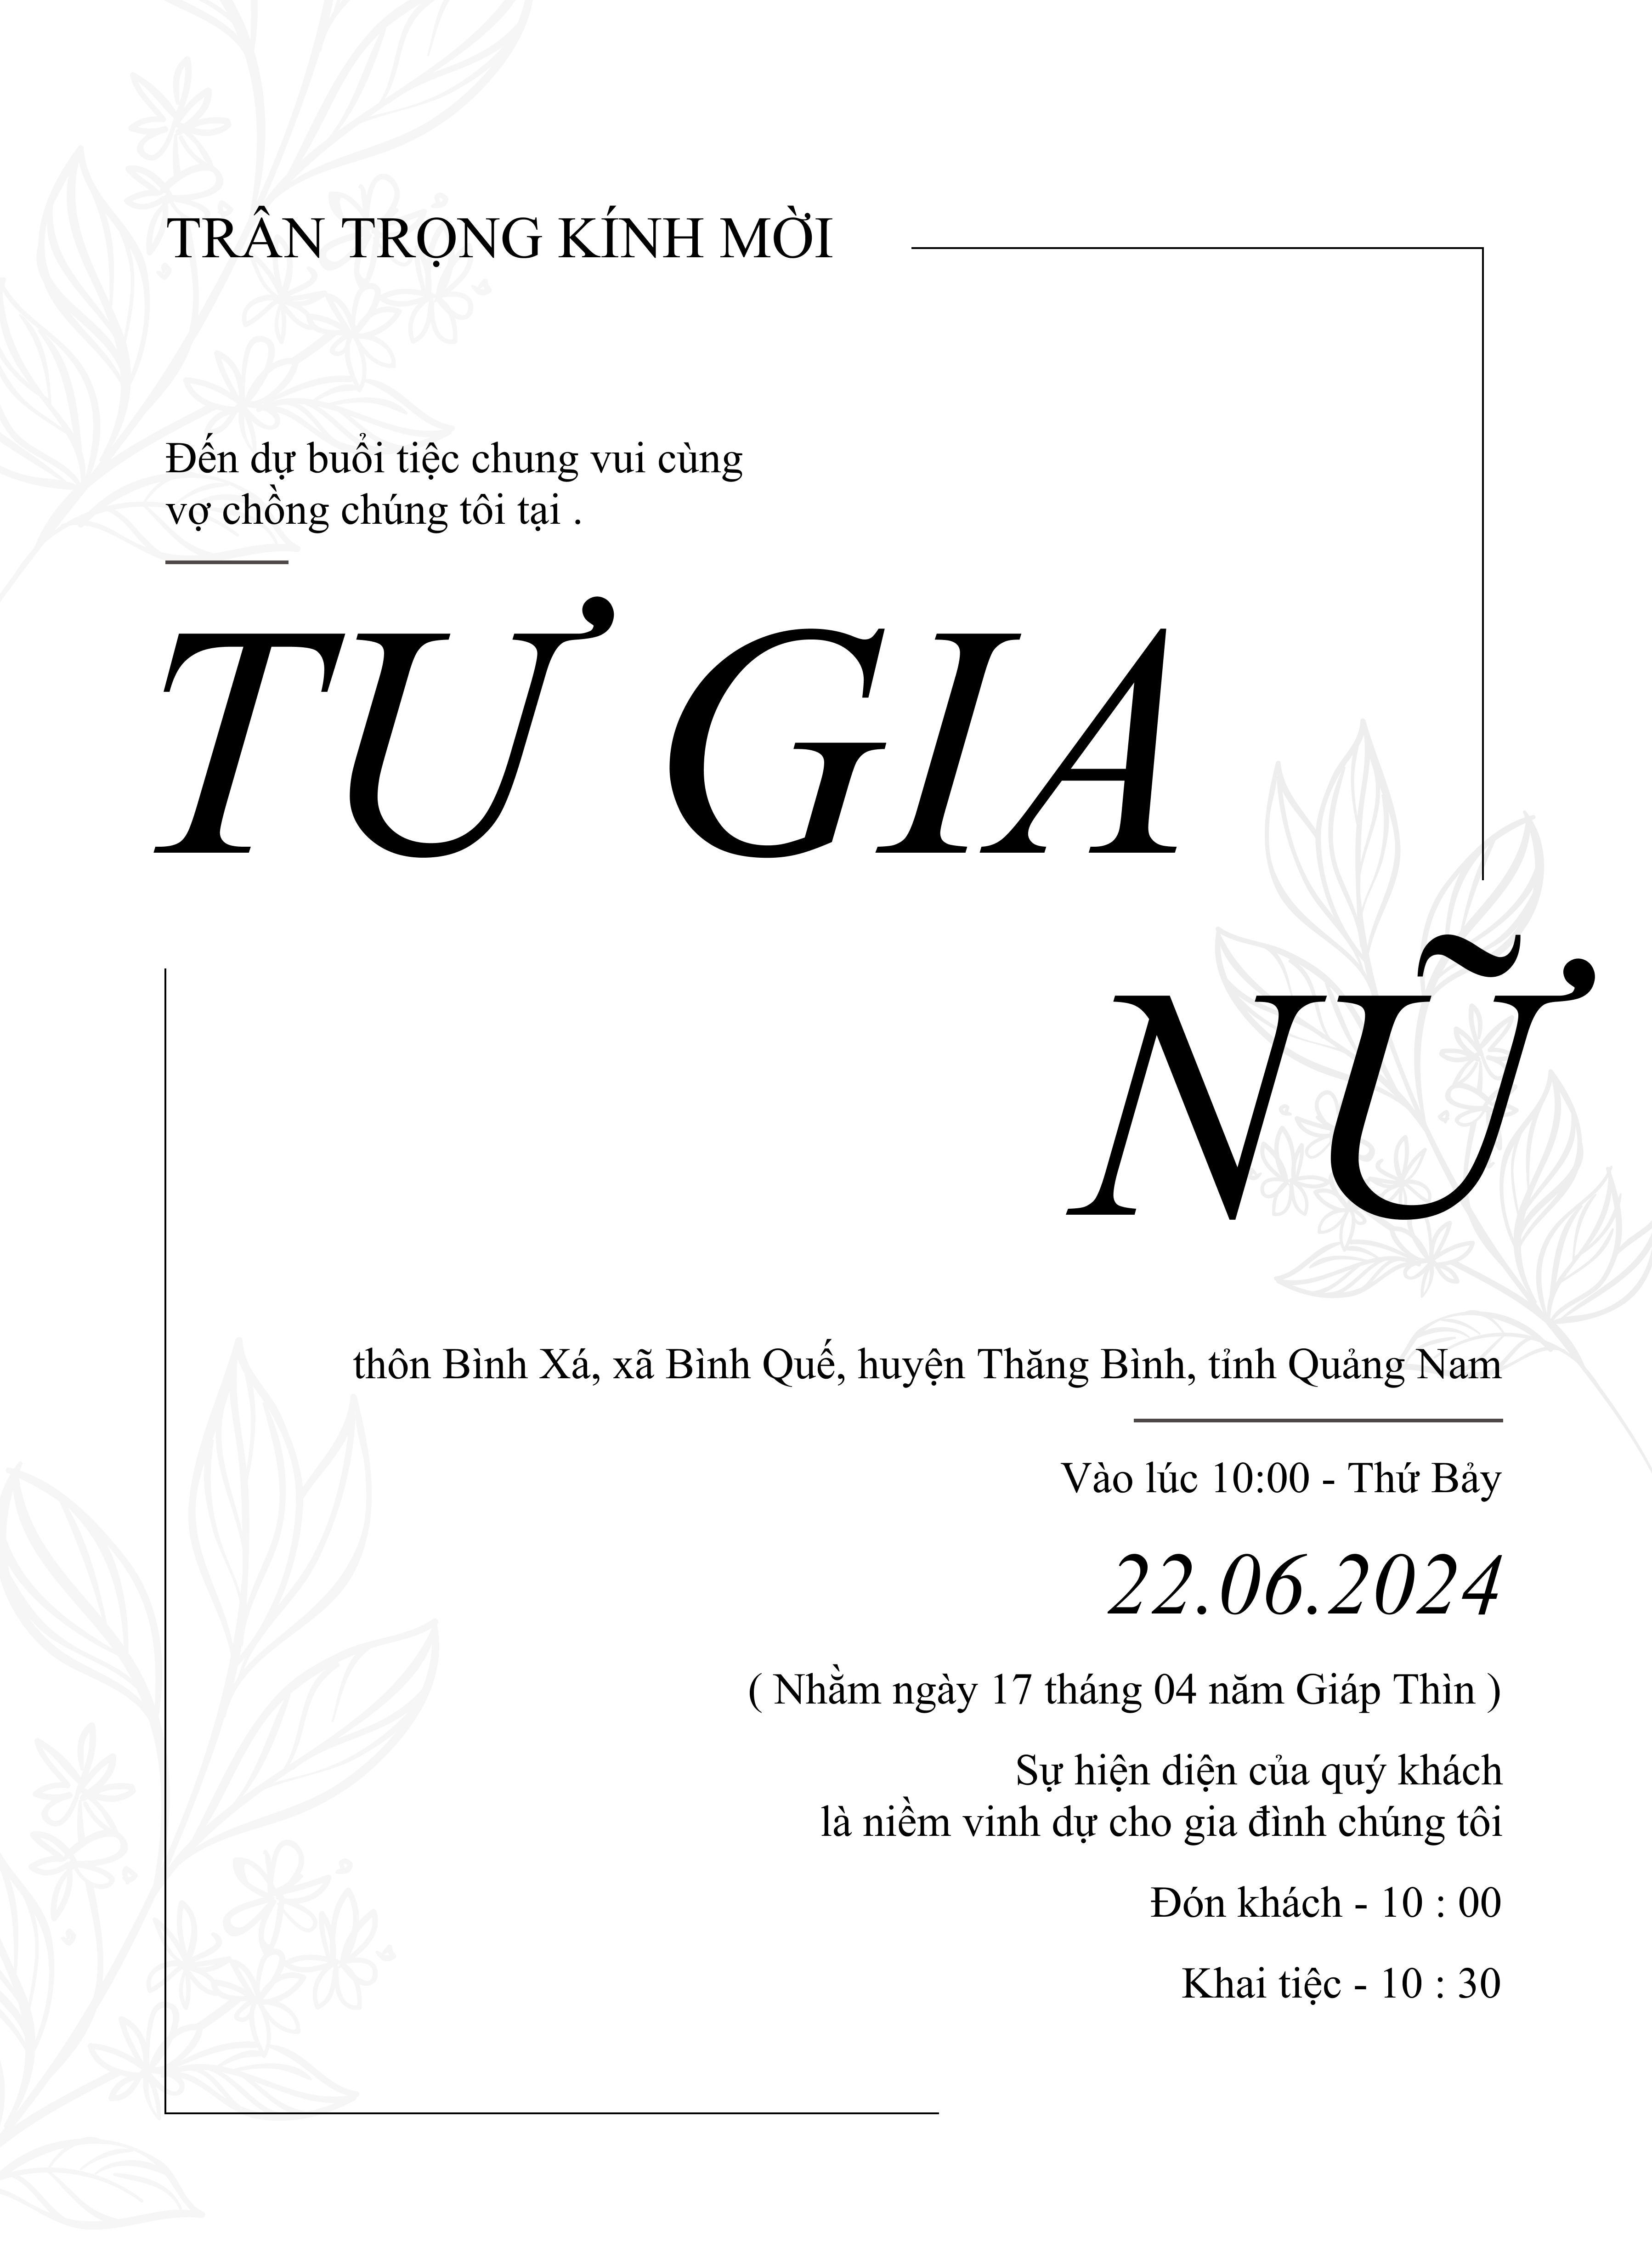 TRÂN TRỌNG KÍNH MỜI
Đến dự buổi tiệc chung vui cùng
vợ chồng chúng tôi tại .
TƯ GIA
NỮ
thôn Bình Xá, xã Bình Quế, huyện Thăng Bình, tỉnh Quảng Nam
Vào lúc 10:00 - Thứ Bảy
22.06.2024
( Nhằm ngày 17 tháng 04 năm Giáp Thìn )
Sự hiện diện của quý khách
là niềm vinh dự cho gia đình chúng tôi
Đón khách - 10 : 00
Khai tiệc - 10 : 30